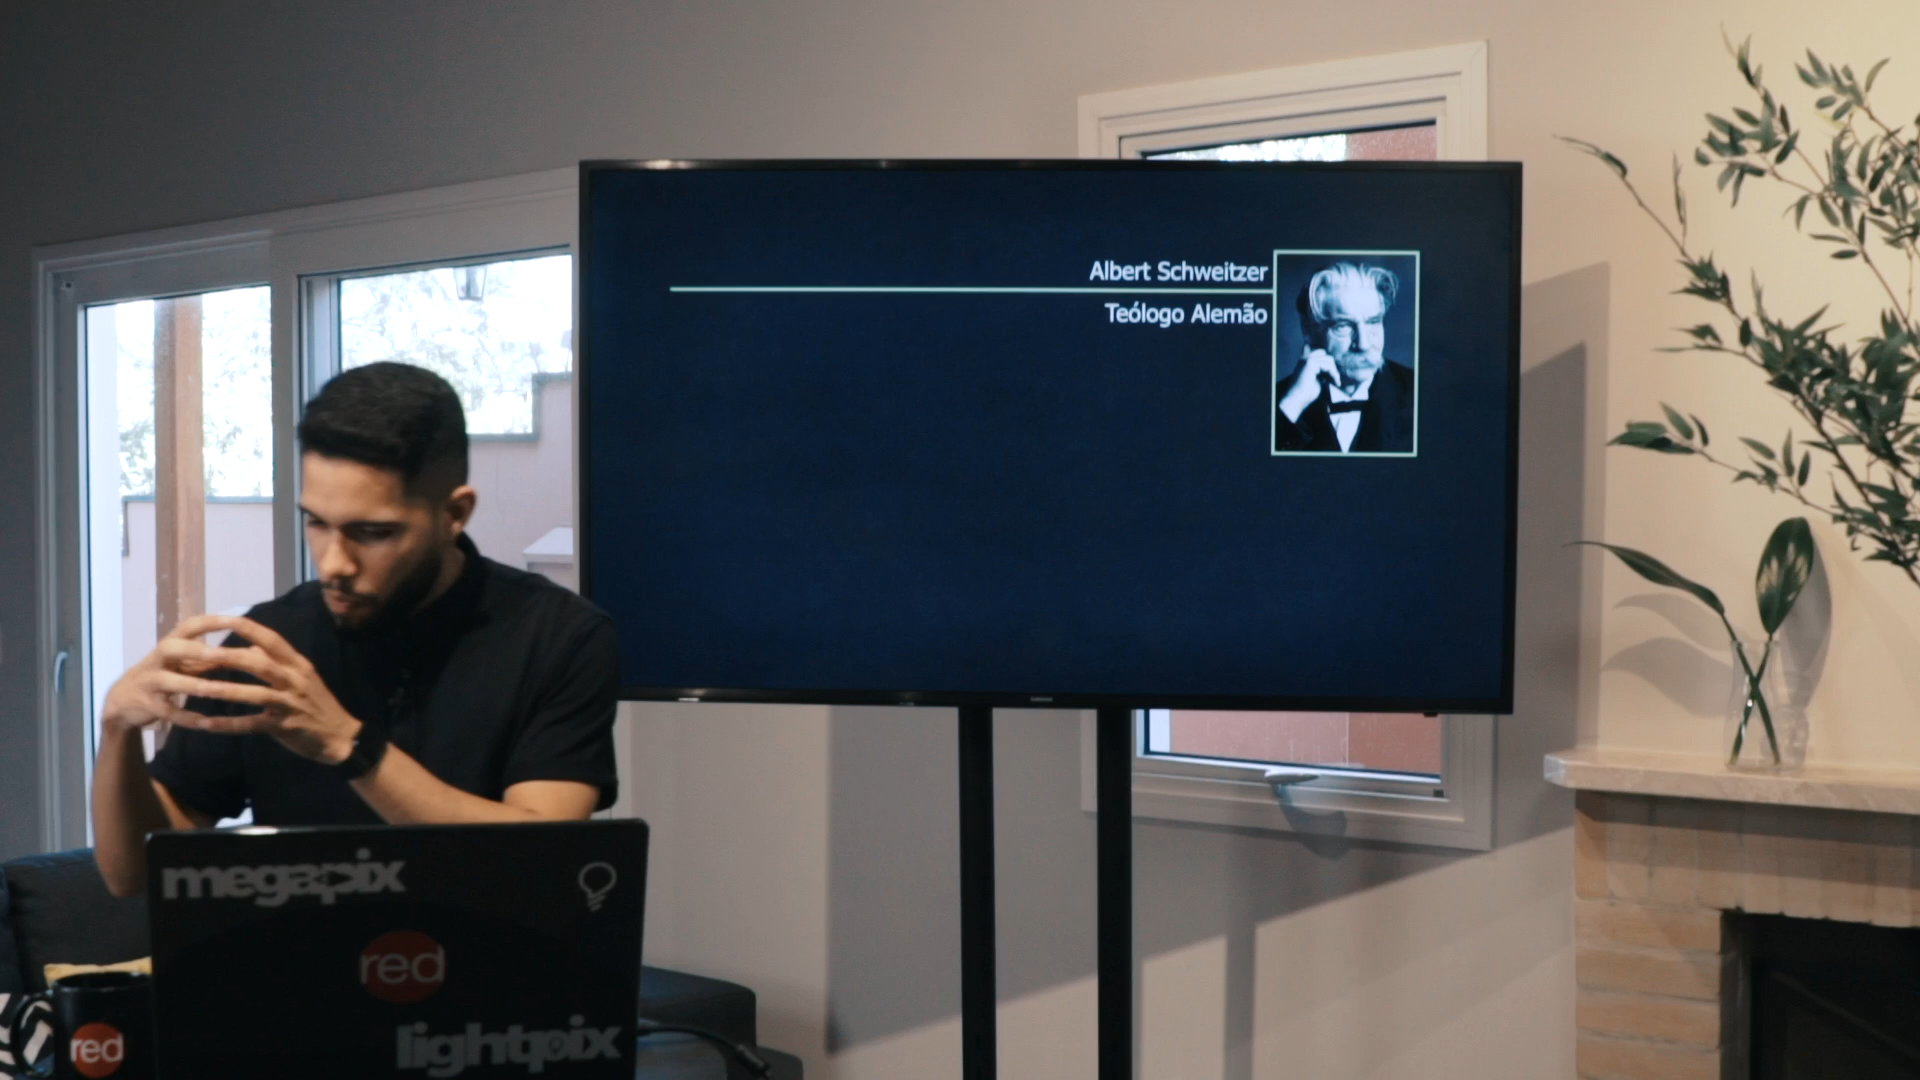 Albert Schweitzer
Teólogo Alemão
megapix
red
lightpix
red